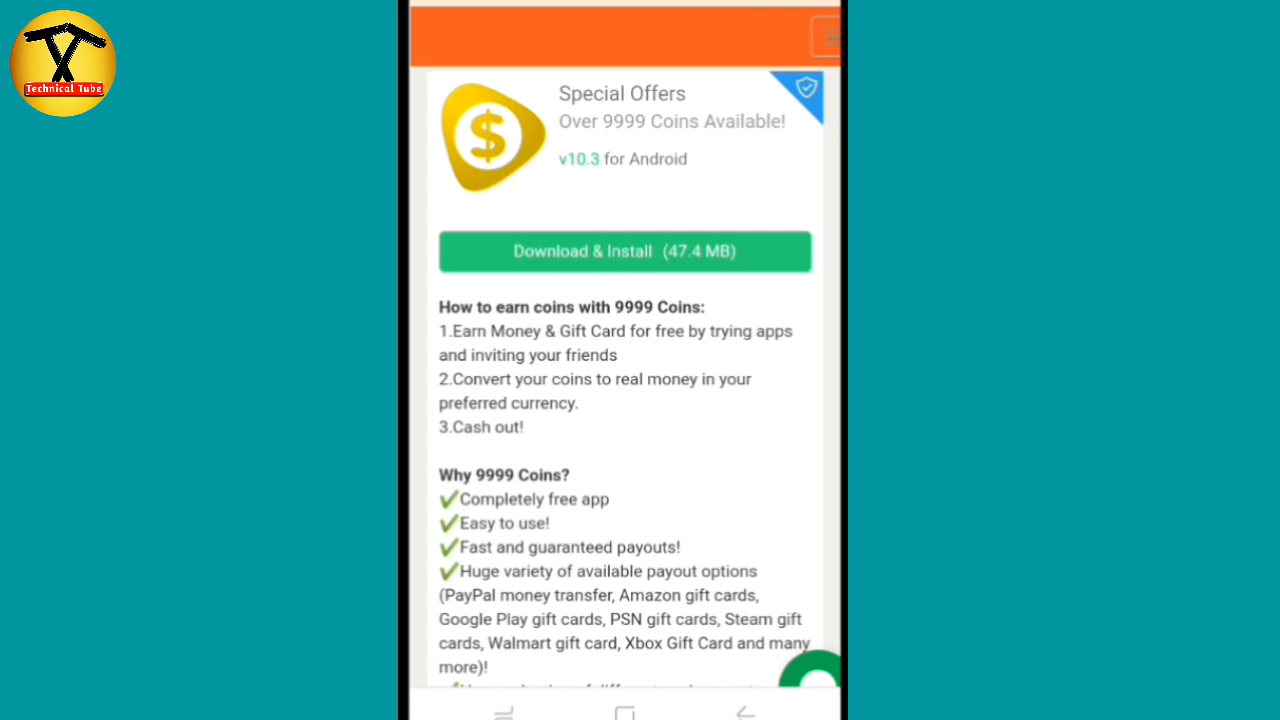 Technical Tube
Special Offers
Over 9999 Coins Available!
v10.3 for Android
Download & Install (47.4 MB)
How to earn coins with 9999 Coins:
1.Earn Money & Gift Card for free by trying apps
and inviting your friends
2.Convert your coins to real money in your
preferred currency.
3.Cash out!
Why 9999 Coins?
✔Completely free app
✔Easy to use!
✔Fast and guaranteed payouts!
✔Huge variety of available payout options
(PayPal money transfer, Amazon gift cards,
Google Play gift cards, PSN gift cards, Steam gift
cards, Walmart gift card, Xbox Gift Card and many
more)!